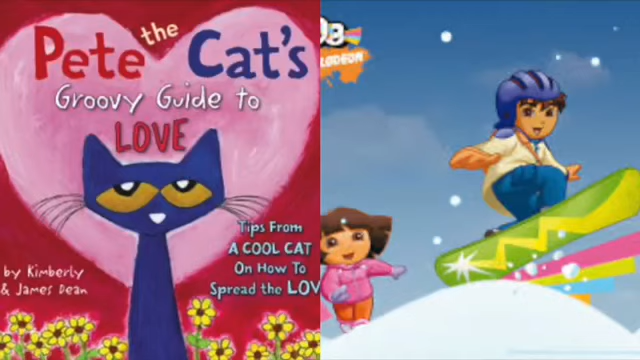 Pete the Cat's
Groovy Guide to
LOVE
Tips From
A COOL CAT
On How To
Spread the LOV
by Kimberly
& James Dean